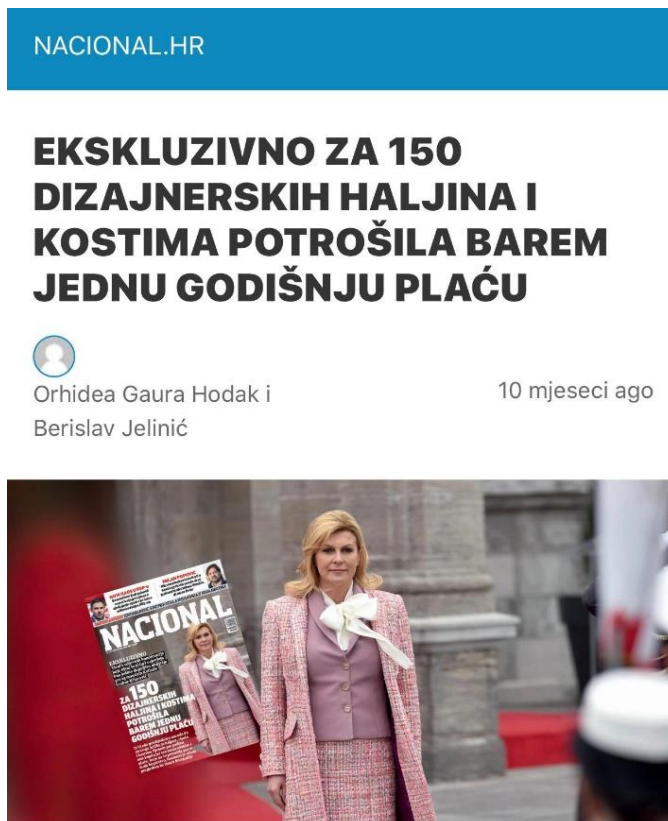 NACIONAL.HR
EKSKLUZIVNO ZA 150
DIZAJNERSKIH HALJINA I
KOSTIMA POTROŠILA BAREM
JEDNU GODIŠNJU PLAĆU
Orhidea Gaura Hodak i
Berislav Jelinić
10 mjeseci ago
NACIONAL
EKSKLUZIVNO
ZA 150
DIZAJNERSKIH
HALJINA I KOSTIMA
POTROŠILA
BAREM JEDNU
GODIŠNJU PLAĆU